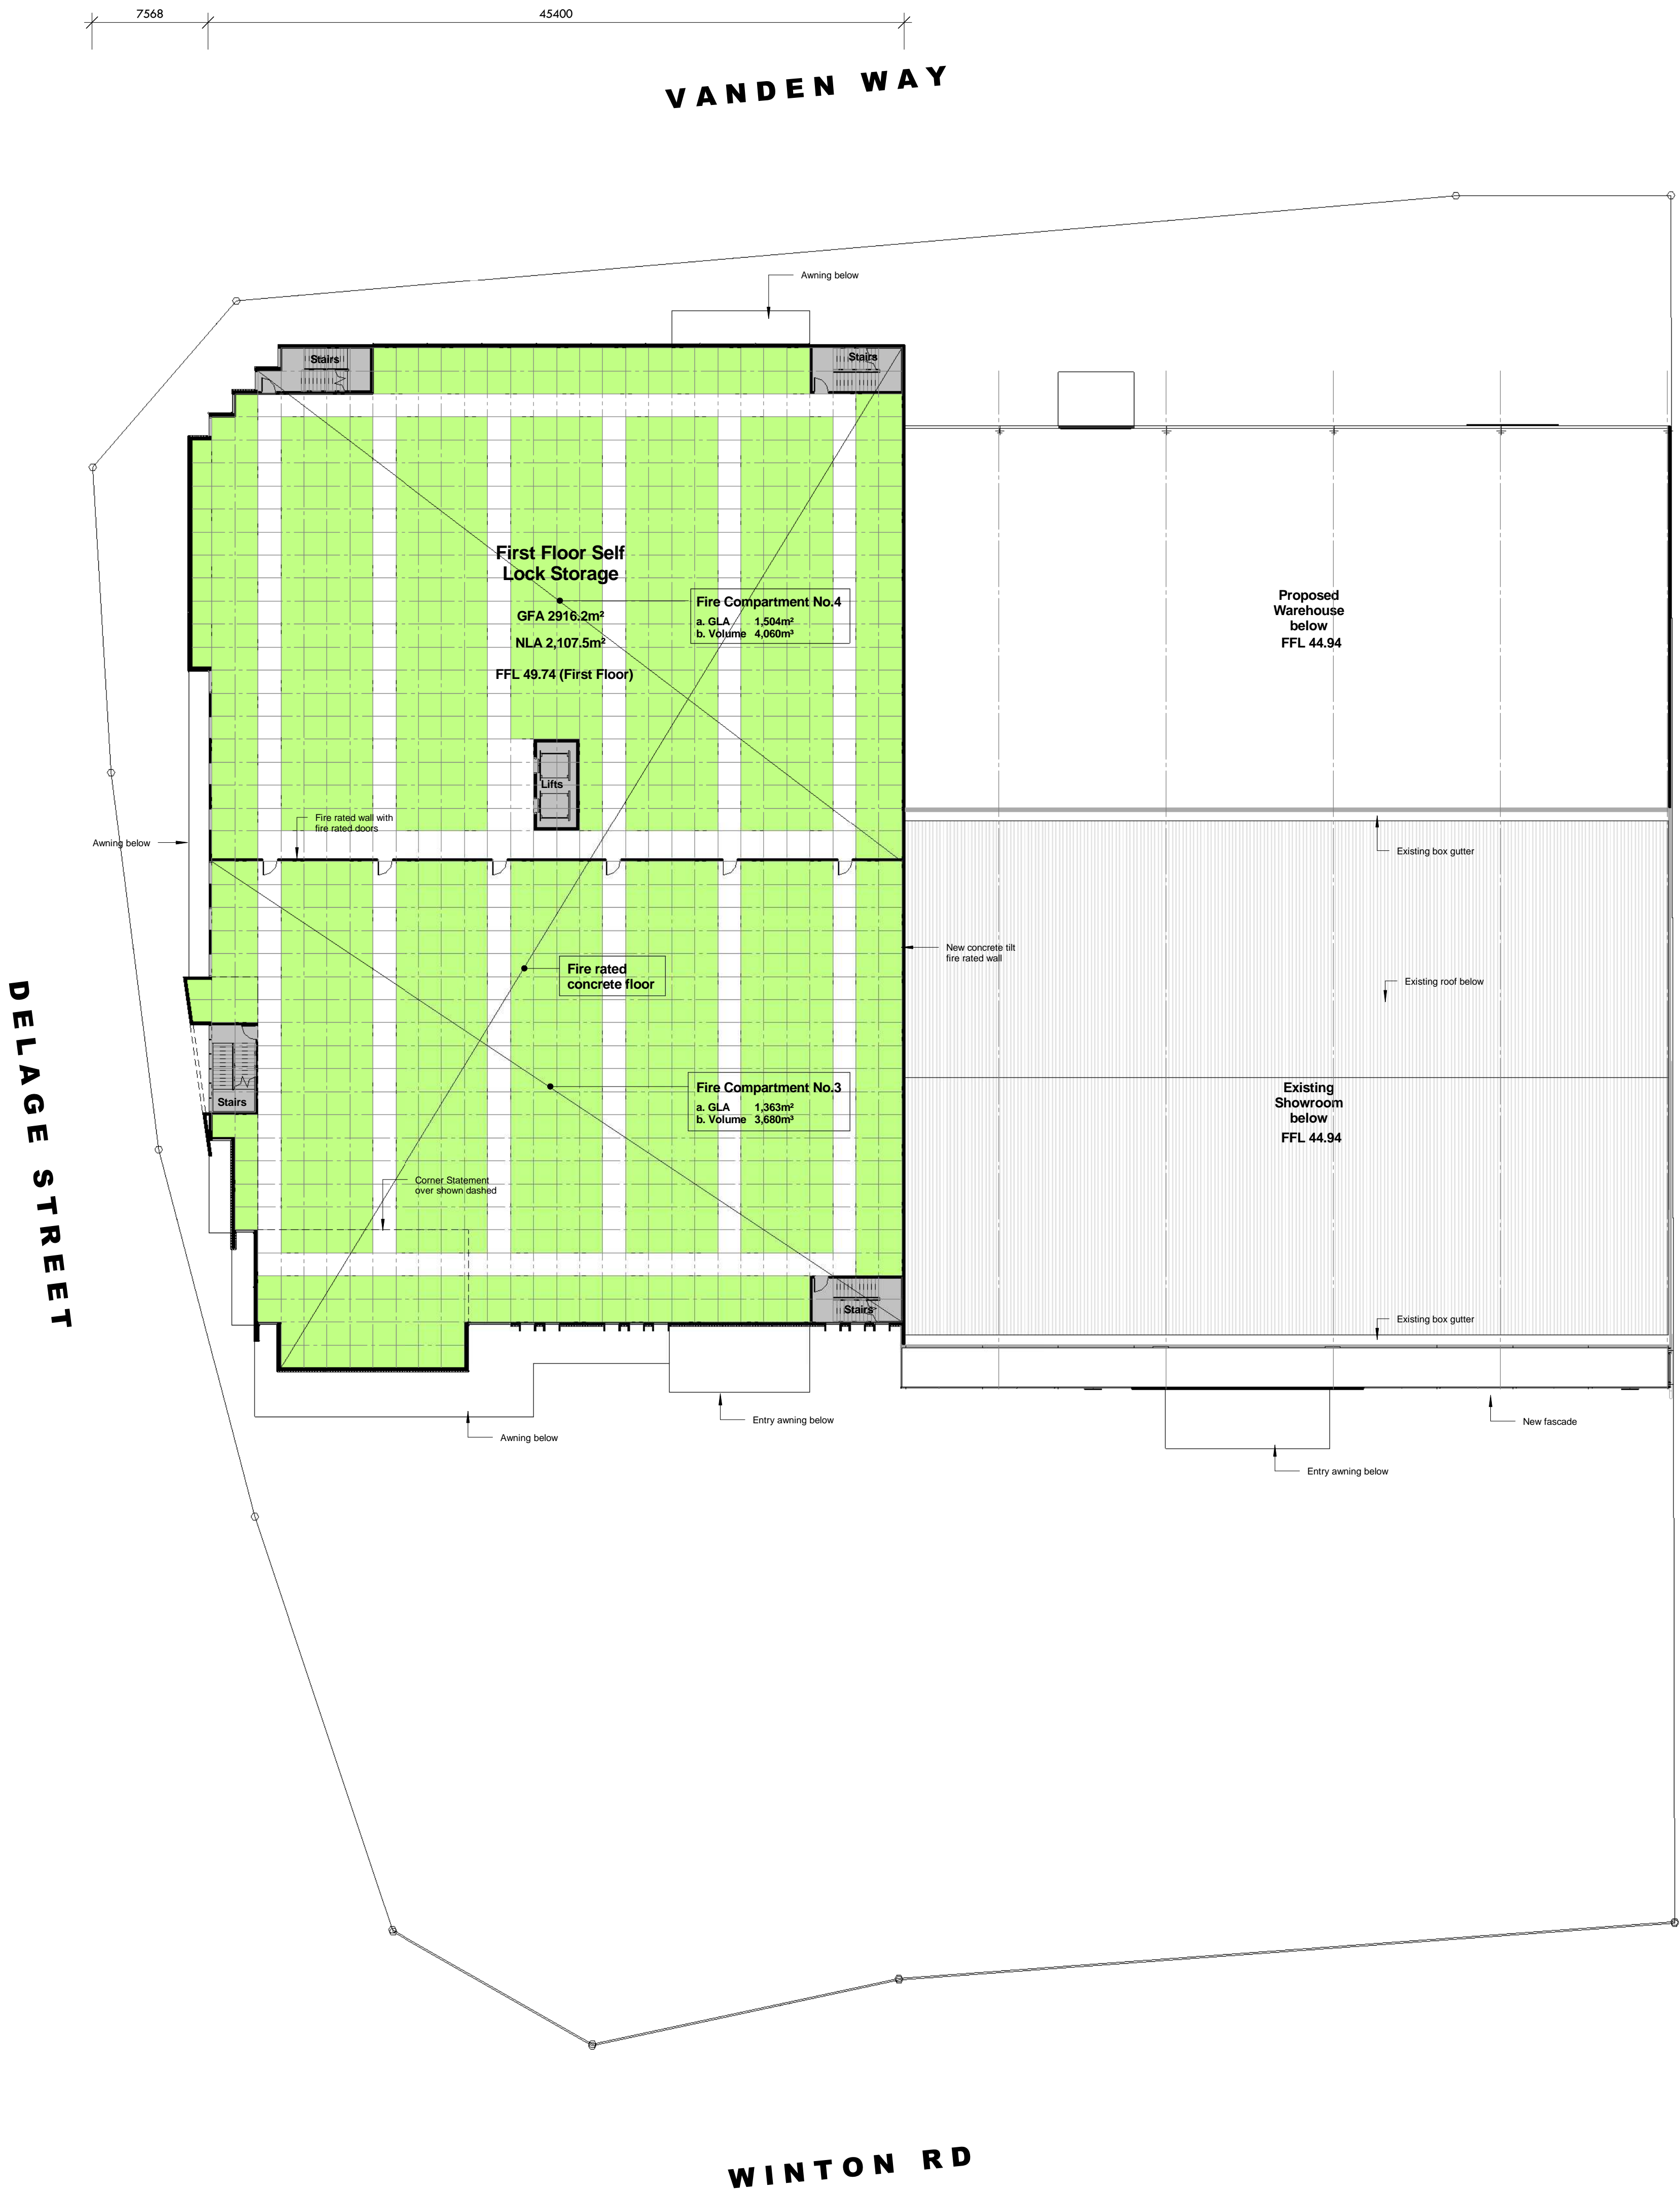 7568
45400
VANDEN WAY
Awning below
Stairs
Stairs
First Floor Self
Lock Storage
GFA 2916.2m²
NLA 2,107.5m²
FFL 49.74 (First Floor)
Fire Compartment No.4
a. GLA 1,504m²
b. Volume 4,060m³
Proposed
Warehouse
below
FFL 44.94
Lifts
Fire rated wall with
fire rated doors
Awning below
Existing box gutter
New concrete tilt
fire rated wall
Fire rated
concrete floor
Existing roof below
DELAGE STREET
Fire Compartment No.3
a. GLA 1,363m²
b. Volume 3,680m³
Existing
Showroom
below
FFL 44.94
Stairs
Corner Statement
over shown dashed
Stairs
Existing box gutter
Entry awning below
New fascade
Awning below
Entry awning below
WINTON RD